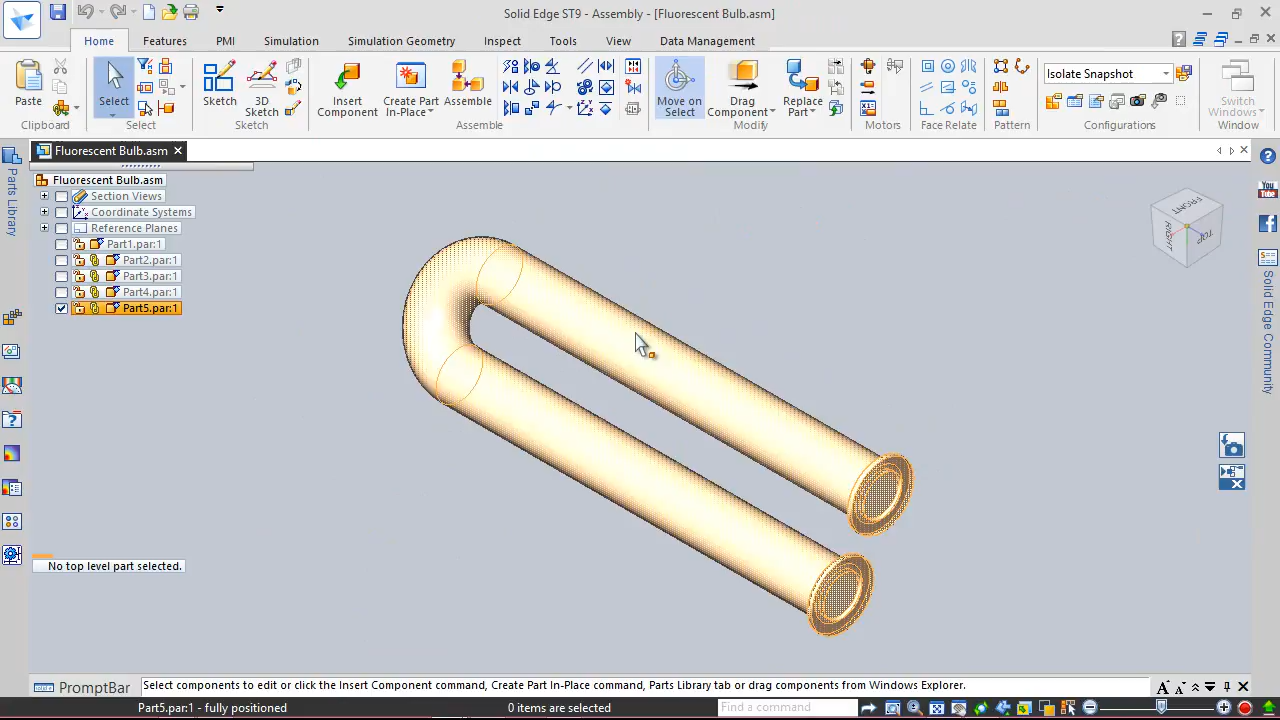 Solid Edge ST9 - Assembly - [Fluorescent Bulb.asm]
Home Features PMI Simulation Simulation Geometry Inspect Tools View Data Management
Paste
Clipboard
Select
Select
Sketch
3D Sketch
Sketch
Insert Component
Create Part In-Place
Assembly
Assemble
Move on Select
Drag Component
Replace Part
Modify
Motors
Face Relate
Pattern
Isolate Snapshot
Configurations
Switch Windows
Window
Fluorescent Bulb.asm
Parts Library
Fluorescent Bulb.asm
Section Views
Coordinate Systems
Reference Planes
Part1.par:1
Part2.par:1
Part3.par:1
Part4.par:1
Part5.par:1
FRONT
RIGHT
TOP
You Tube
Solid Edge Community
No top level part selected.
PromptBar
Select components to edit or click the Insert Component command, Create Part In-Place command, Parts Library tab or drag components from Windows Explorer.
Part5.par:1 - fully positioned
0 items are selected
Find a command